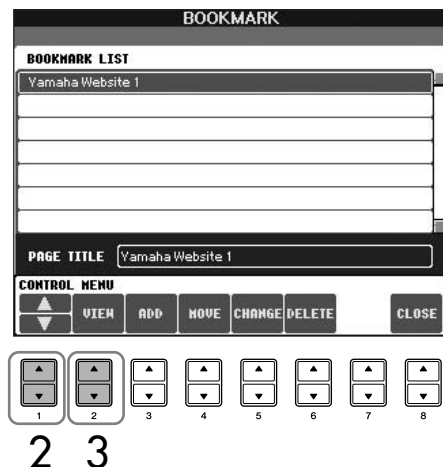 BOOKMARK
BOOKMARK LIST
Yamaha Website 1
PAGE TITLE Yamaha Website 1
CONTROL MENU
VIEW ADD MOVE CHANGE DELETE CLOSE
1 2 3 4 5 6 7 8
2 3